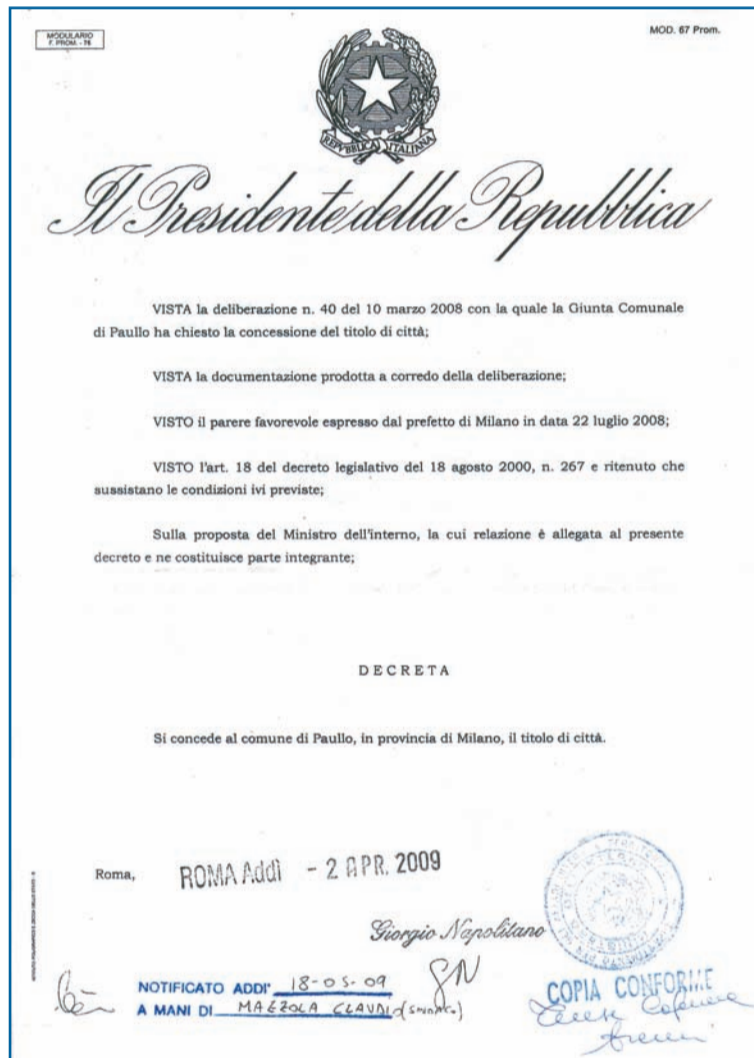 MODULARIO
F. PROM. - 76
MOD. 67 Prom.
REPVBBLICA ITALIANA
Il Presidente della Repubblica
VISTA la deliberazione n. 40 del 10 marzo 2008 con la quale la Giunta Comunale
di Paullo ha chiesto la concessione del titolo di città;
VISTA la documentazione prodotta a corredo della deliberazione;
VISTO il parere favorevole espresso dal prefetto di Milano in data 22 luglio 2008;
VISTO l'art. 18 del decreto legislativo del 18 agosto 2000, n. 267 e ritenuto che
sussistano le condizioni ivi previste;
Sulla proposta del Ministro dell'interno, la cui relazione è allegata al presente
decreto e ne costituisce parte integrante;
DECRETA
Si concede al comune di Paullo, in provincia di Milano, il titolo di città.
Roma,
ROMA Addì - 2 APR. 2009
Giorgio Napolitano
GN
NOTIFICATO ADDI' 18-05-09
A MANI DI MAZZOLA CLAUDIO (SINDACO)
COPIA CONFORME